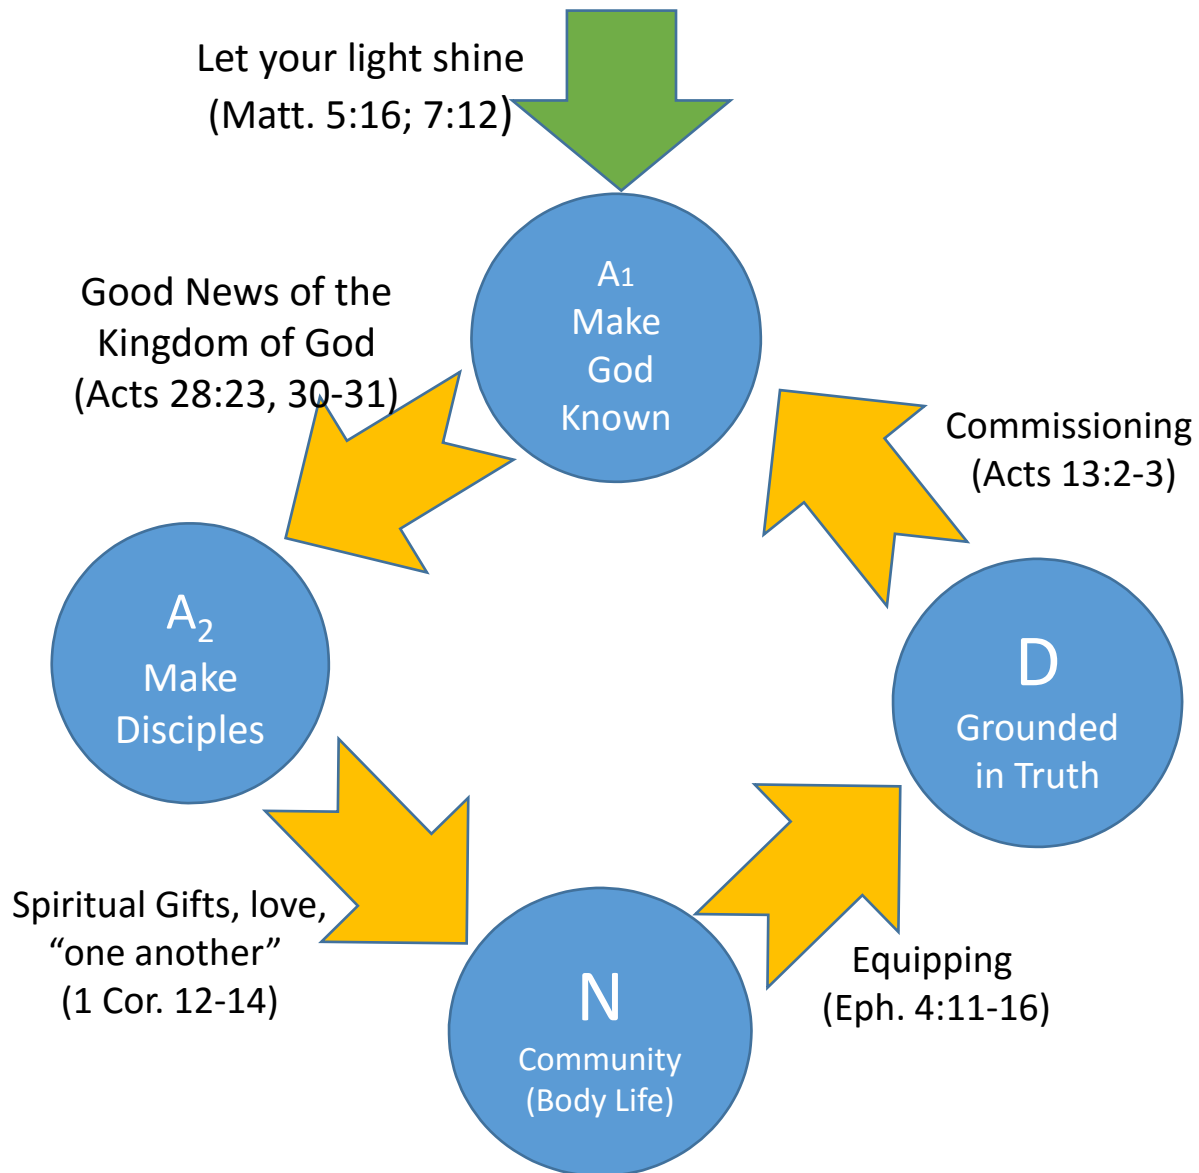 Let your light shine
(Matt. 5:16; 7:12)
A1
Make
God
Known
Good News of the
Kingdom of God
(Acts 28:23, 30-31)
Commissioning
(Acts 13:2-3)
A2
Make
Disciples
D
Grounded
in Truth
Spiritual Gifts, love,
“one another”
(1 Cor. 12-14)
N
Community
(Body Life)
Equipping
(Eph. 4:11-16)